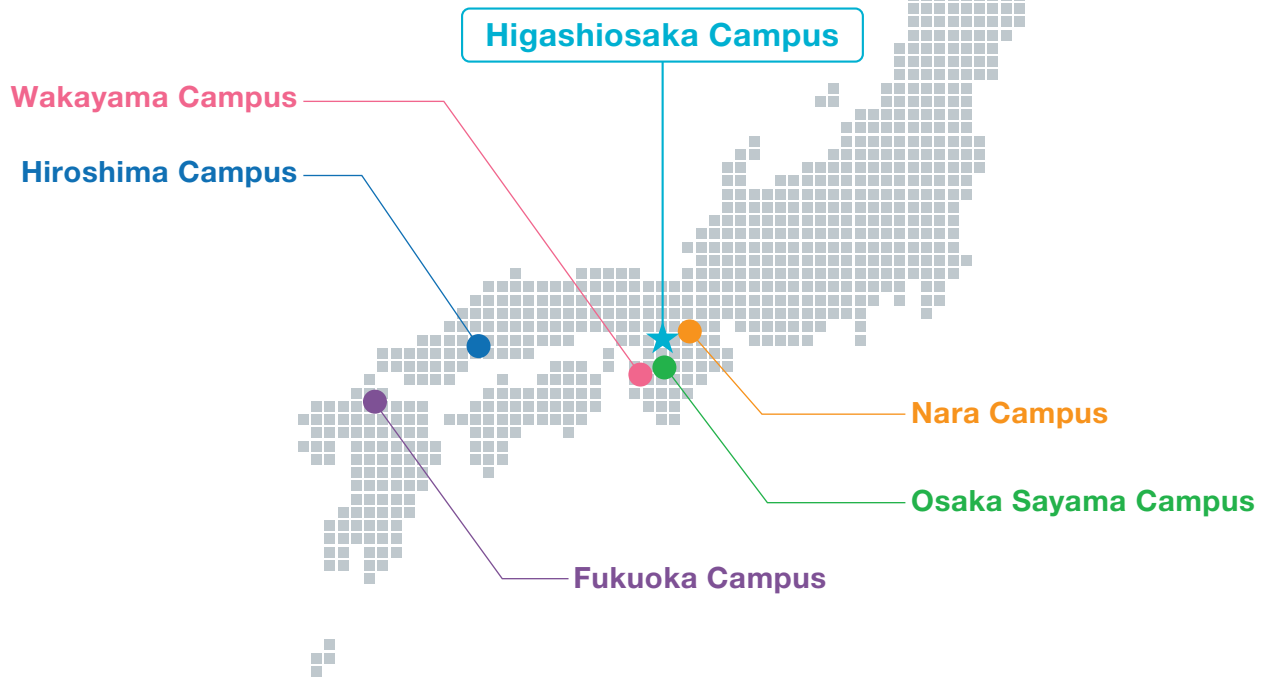 Higashiosaka Campus
Wakayama Campus
Hiroshima Campus
Nara Campus
Osaka Sayama Campus
Fukuoka Campus